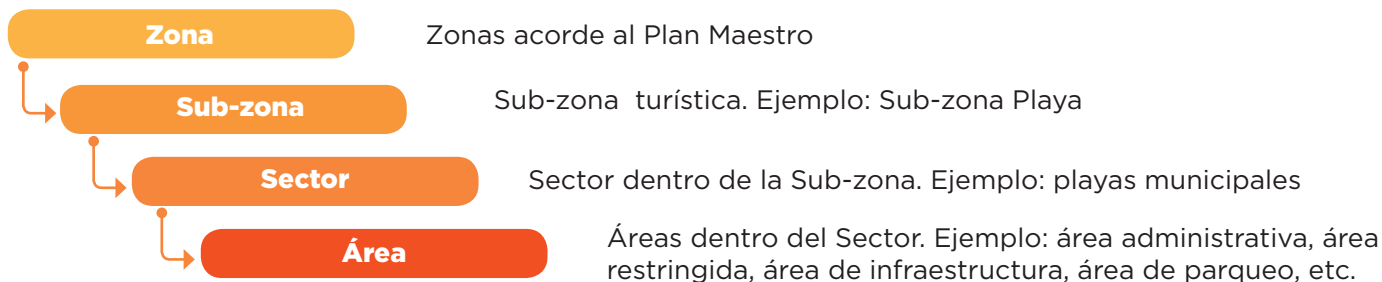 Zona
Zonas acorde al Plan Maestro
Sub-zona
Sub-zona turística. Ejemplo: Sub-zona Playa
Sector
Sector dentro de la Sub-zona. Ejemplo: playas municipales
Área
Áreas dentro del Sector. Ejemplo: área administrativa, área
restringida, área de infraestructura, área de parqueo, etc.